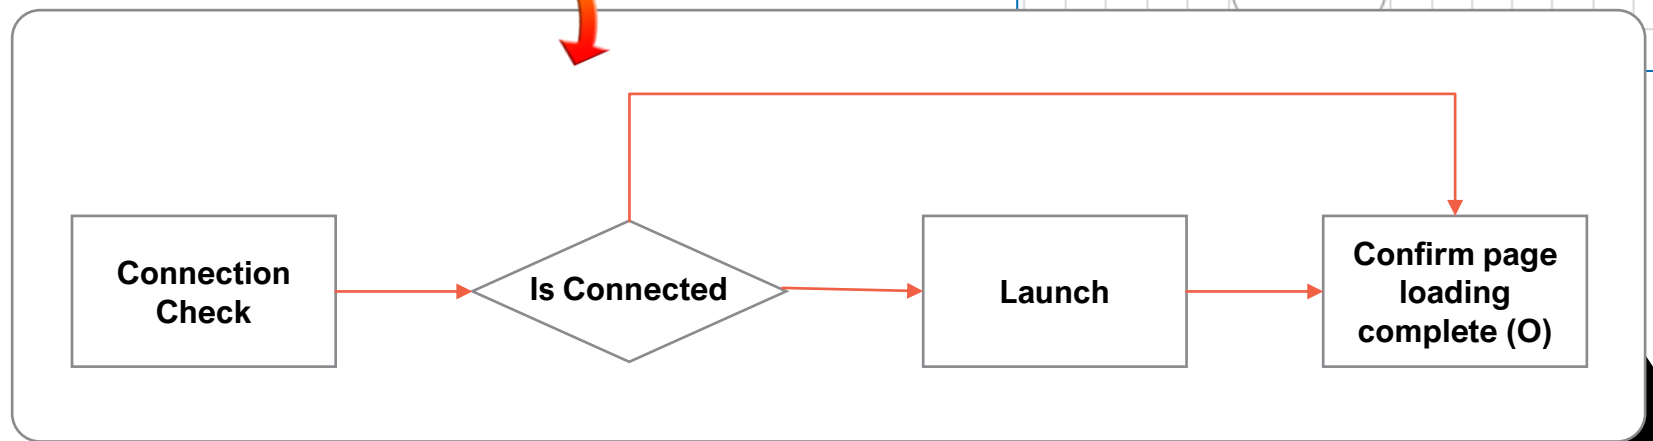 Connection
Check
Is Connected
Launch
Confirm page
loading
complete (O)